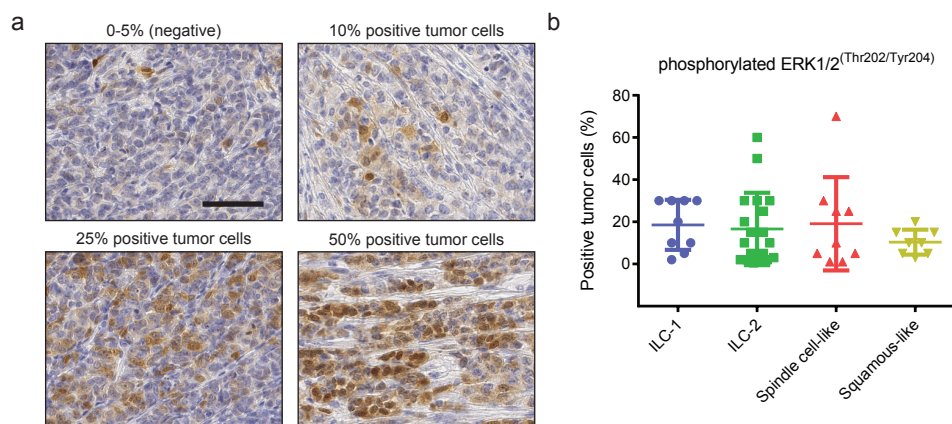 a
0-5% (negative)
10% positive tumor cells
25% positive tumor cells
50% positive tumor cells
b
phosphorylated ERK1/2(Thr202/Tyr204)
Positive tumor cells (%)
80
60
40
20
0
ILC-1
ILC-2
Spindle cell-like
Squamous-like